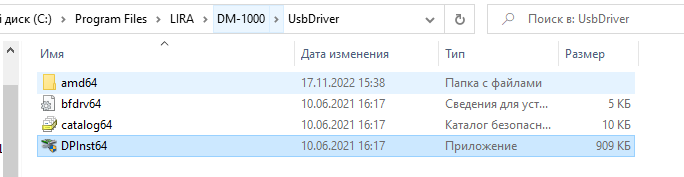 й диск (C:) > Program Files > LIRA > DM-1000 > UsbDriver
Поиск в: UsbDriver
Имя Дата изменения Тип Размер
amd64 17.11.2022 15:38 Папка с файлами
bfdrv64 10.06.2021 16:17 Сведения для уст... 5 КБ
catalog64 10.06.2021 16:17 Каталог безопасн... 10 КБ
DPInst64 10.06.2021 16:17 Приложение 909 КБ